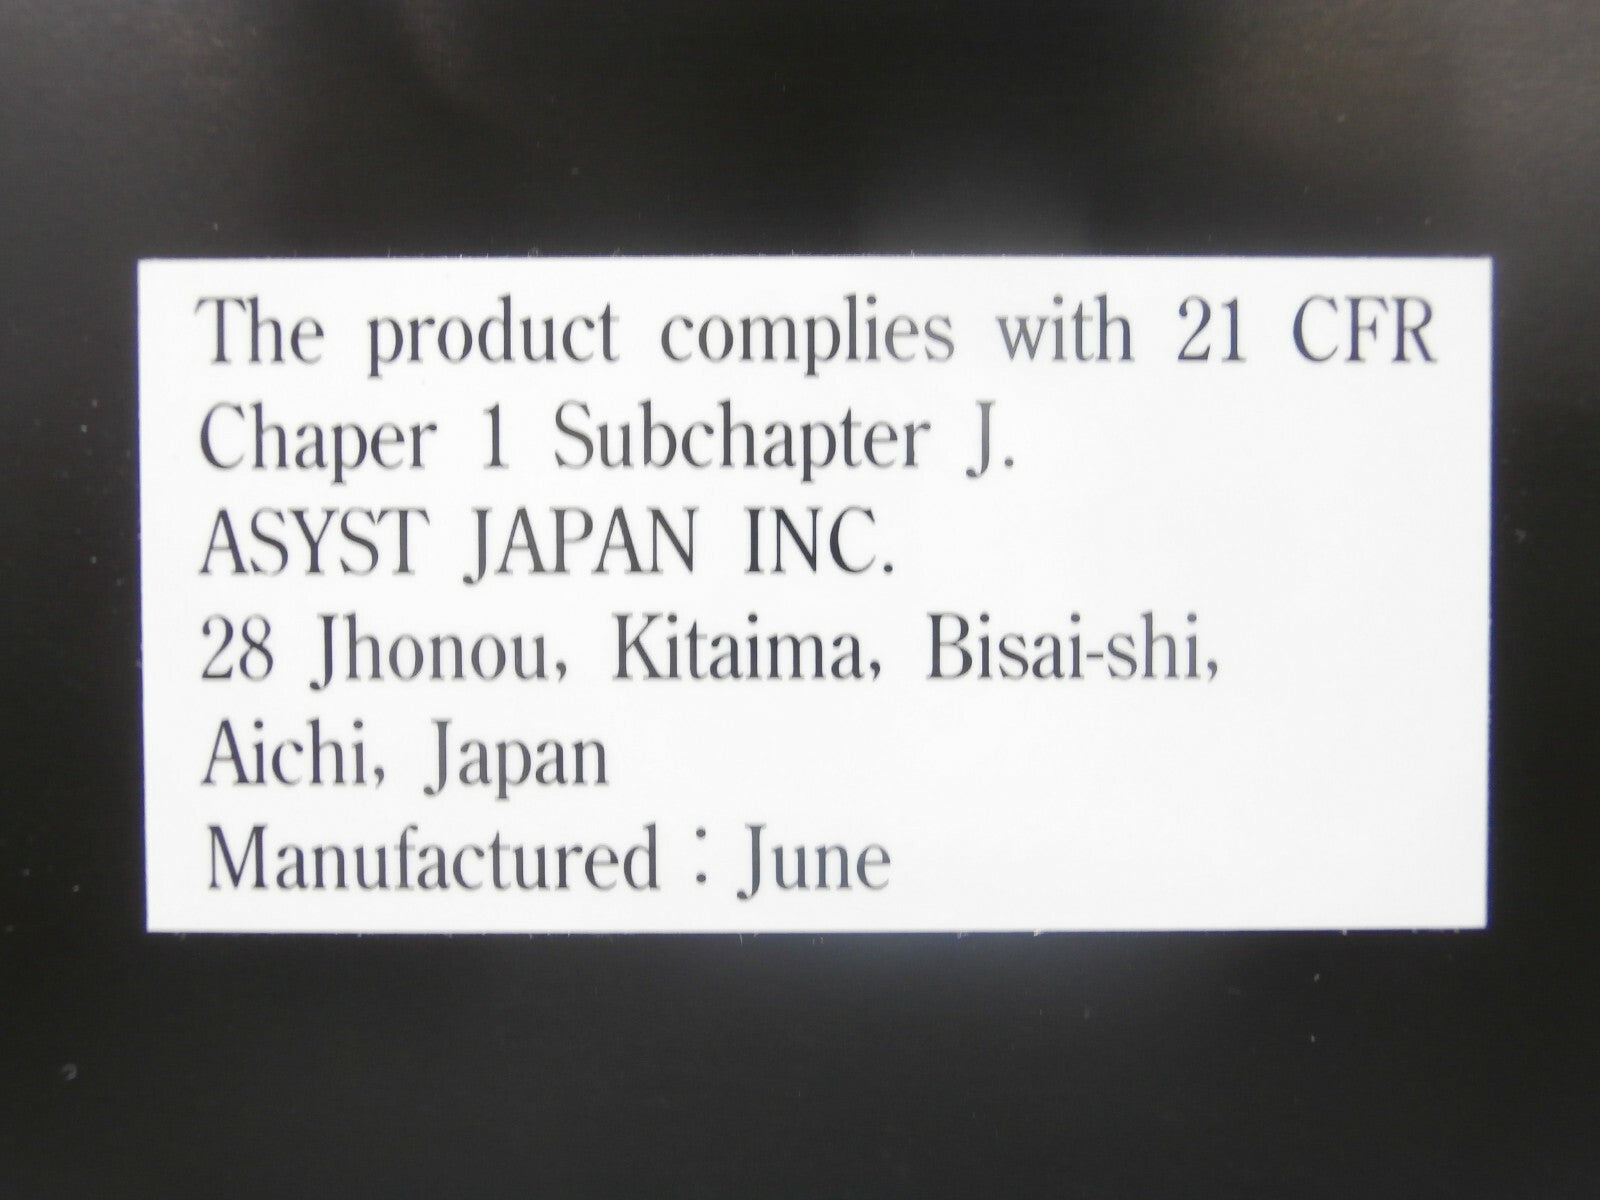 The product complies with 21 CFR
Chaper 1 Subchapter J.
ASYST JAPAN INC.
28 Jhonou, Kitaima, Bisai-shi,
Aichi, Japan
Manufactured : June